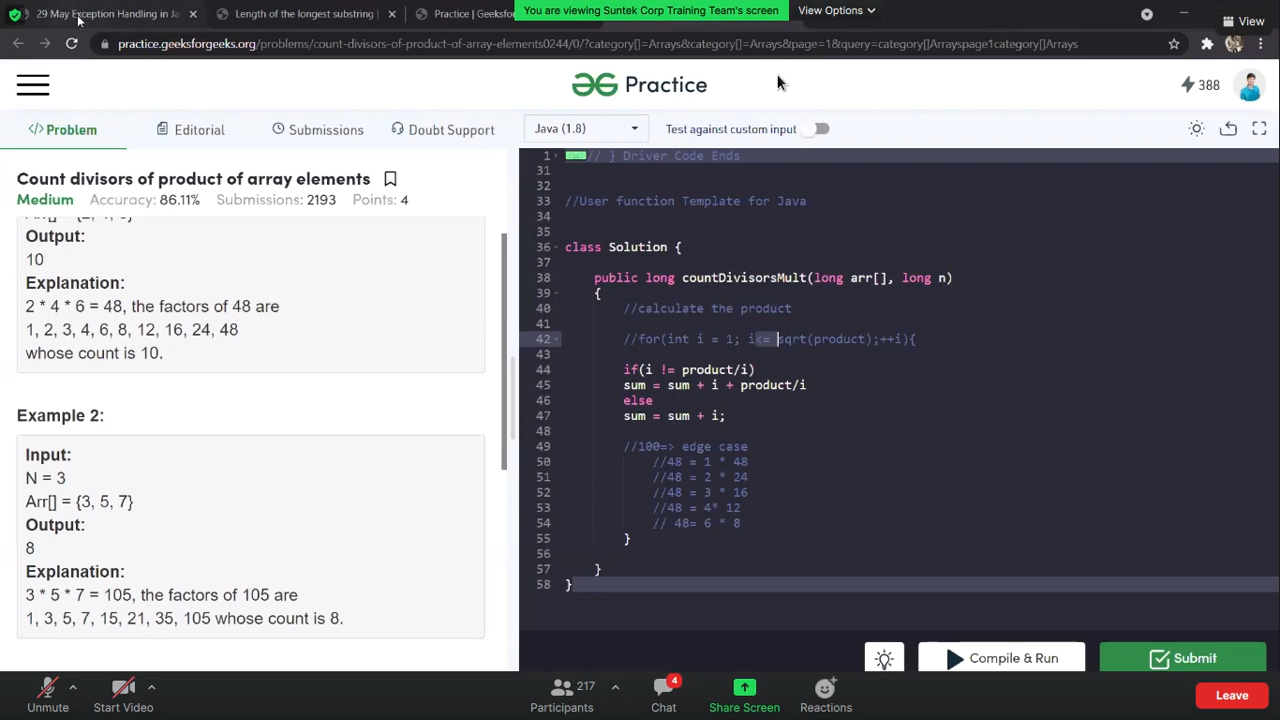 29 May Exception Handling in Ja
Length of the longest substring |
Practice | Geeksfo
You are viewing Suntek Corp Training Team's screen
View Options
View
practice.geeksforgeeks.org/problems/count-divisors-of-product-of-array-elements0244/0/?category[]=Arrays&category[]=Arrays&page=1&query=category[]Arrayspage1category[]Arrays
Practice
388
</>Problem
Editorial
Submissions
Doubt Support
Java (1.8)
Test against custom input
Count divisors of product of array elements
Medium Accuracy: 86.11% Submissions: 2193 Points: 4
Output:
10
Explanation:
2 * 4 * 6 = 48, the factors of 48 are
1, 2, 3, 4, 6, 8, 12, 16, 24, 48
whose count is 10.
Example 2:
Input:
N = 3
Arr[] = {3, 5, 7}
Output:
8
Explanation:
3 * 5 * 7 = 105, the factors of 105 are
1, 3, 5, 7, 15, 21, 35, 105 whose count is 8.
1 // } Driver Code Ends
31
32
33 //User function Template for Java
34
35
36 class Solution {
37
38 public long countDivisorsMult(long arr[], long n)
39 {
40 //calculate the product
41
42 //for(int i = 1; i<= sqrt(product);++i){
43
44 if(i != product/i)
45 sum = sum + i + product/i
46 else
47 sum = sum + i;
48
49 //100=> edge case
50 //48 = 1 * 48
51 //48 = 2 * 24
52 //48 = 3 * 16
53 //48 = 4* 12
54 // 48= 6 * 8
55 }
56
57 }
58 }
Compile & Run
Submit
Unmute
Start Video
217
Participants
4
Chat
Share Screen
Reactions
Leave